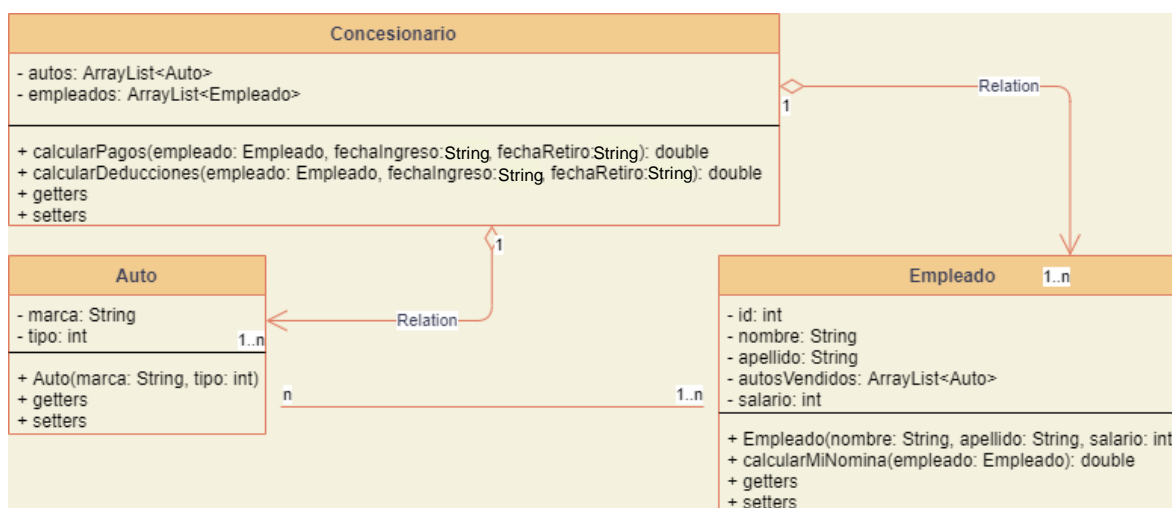 Concesionario
- autos: ArrayList<Auto>
- empleados: ArrayList<Empleado>
+ calcularPagos(empleado: Empleado, fechaIngreso:String, fechaRetiro:String): double
+ calcularDeducciones(empleado: Empleado, fechaIngreso:String, fechaRetiro:String): double
+ getters
+ setters
1
Relation
1
Auto
- marca: String
- tipo: int
1..n
+ Auto(marca: String, tipo: int)
+ getters
+ setters
Relation
n
1..n
Empleado
1..n
- id: int
- nombre: String
- apellido: String
- autosVendidos: ArrayList<Auto>
- salario: int
+ Empleado(nombre: String, apellido: String, salario: int
+ calcularMiNomina(empleado: Empleado): double
+ getters
+ setters